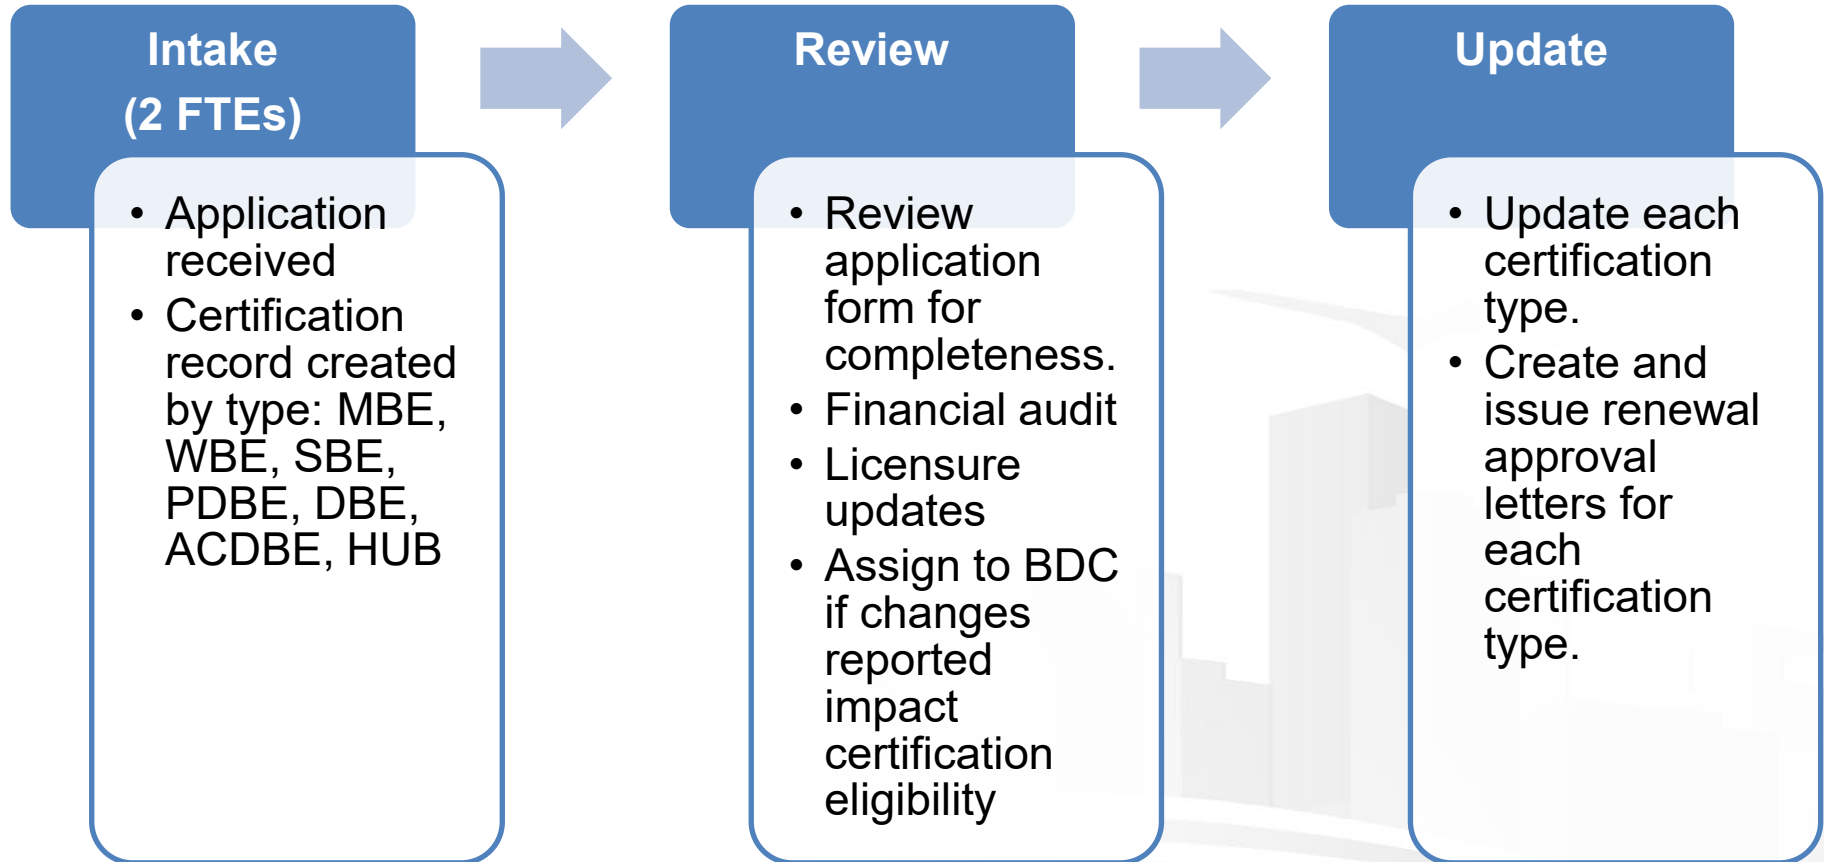 Intake
(2 FTEs)
• Application
received
• Certification
record created
by type: MBE,
WBE, SBE,
PDBE, DBE,
ACDBE, HUB
Review
• Review
application
form for
completeness.
• Financial audit
• Licensure
updates
• Assign to BDC
if changes
reported
impact
certification
eligibility
Update
• Update each
certification
type.
• Create and
issue renewal
approval
letters for
each
certification
type.